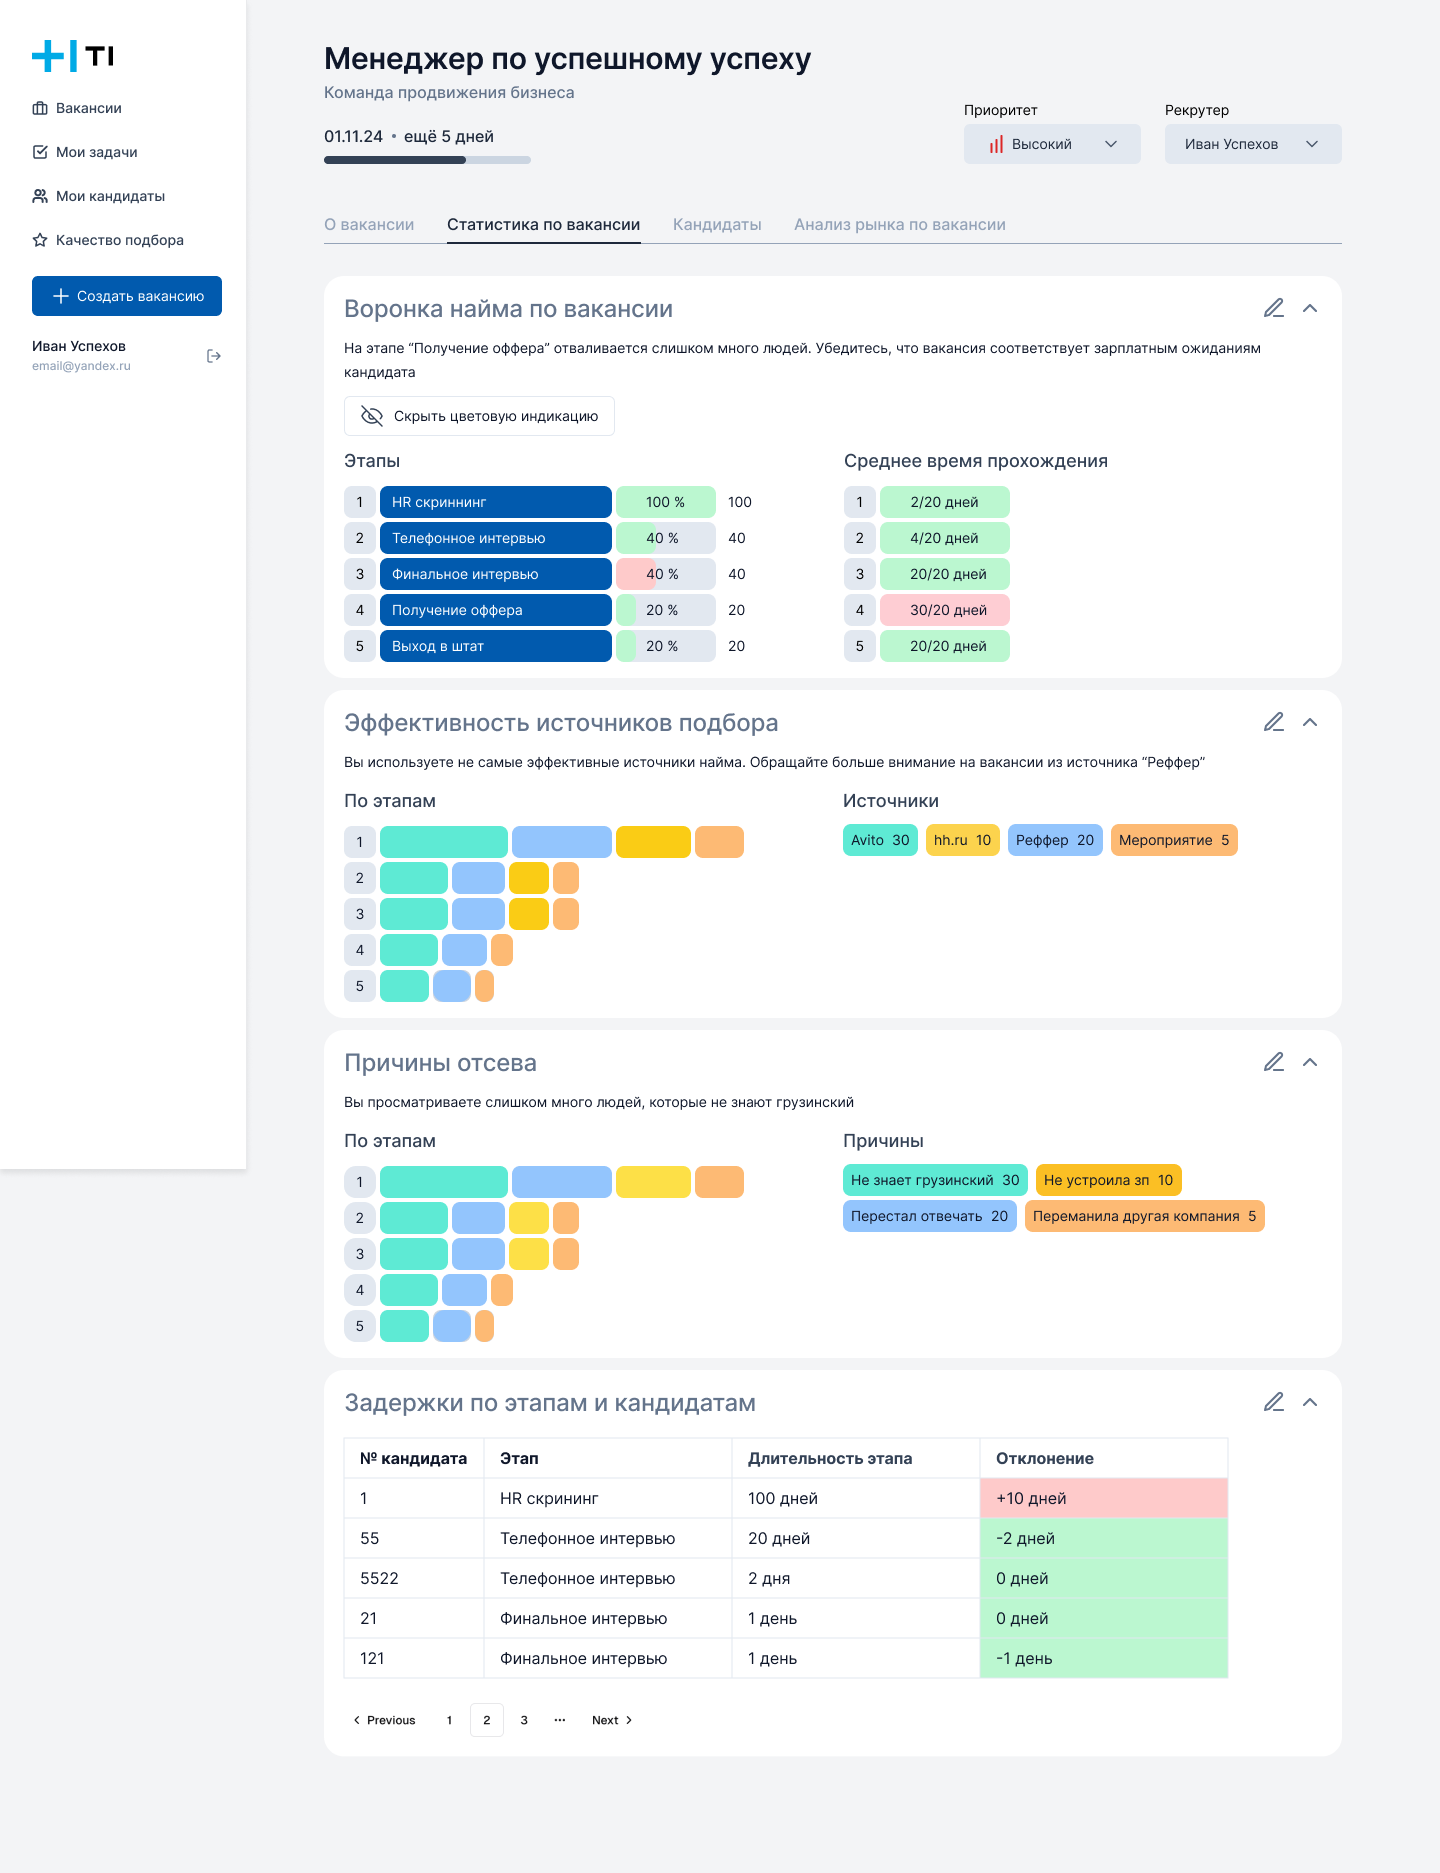 TI
Вакансии
Мои задачи
Мои кандидаты
Качество подбора
Создать вакансию
Иван Успехов
email@yandex.ru
Менеджер по успешному успеху
Команда продвижения бизнеса
01.11.24 • ещё 5 дней
Приоритет
Высокий
Рекрутер
Иван Успехов
О вакансии Статистика по вакансии Кандидаты Анализ рынка по вакансии
Воронка найма по вакансии
На этапе “Получение оффера” отваливается слишком много людей. Убедитесь, что вакансия соответствует зарплатным ожиданиям
кандидата
Скрыть цветовую индикацию
Этапы
1 HR скриннинг 100 % 100
2 Телефонное интервью 40 % 40
3 Финальное интервью 40 % 40
4 Получение оффера 20 % 20
5 Выход в штат 20 % 20
Среднее время прохождения
1 2/20 дней
2 4/20 дней
3 20/20 дней
4 30/20 дней
5 20/20 дней
Эффективность источников подбора
Вы используете не самые эффективные источники найма. Обращайте больше внимание на вакансии из источника “Реффер”
По этапам
1
2
3
4
5
Источники
Avito 30 hh.ru 10 Реффер 20 Мероприятие 5
Причины отсева
Вы просматриваете слишком много людей, которые не знают грузинский
По этапам
1
2
3
4
5
Причины
Не знает грузинский 30 Не устроила зп 10
Перестал отвечать 20 Переманила другая компания 5
Задержки по этапам и кандидатам
№ кандидата Этап Длительность этапа Отклонение
1 HR скрининг 100 дней +10 дней
55 Телефонное интервью 20 дней -2 дней
5522 Телефонное интервью 2 дня 0 дней
21 Финальное интервью 1 день 0 дней
121 Финальное интервью 1 день -1 день
Previous 1 2 3 ... Next